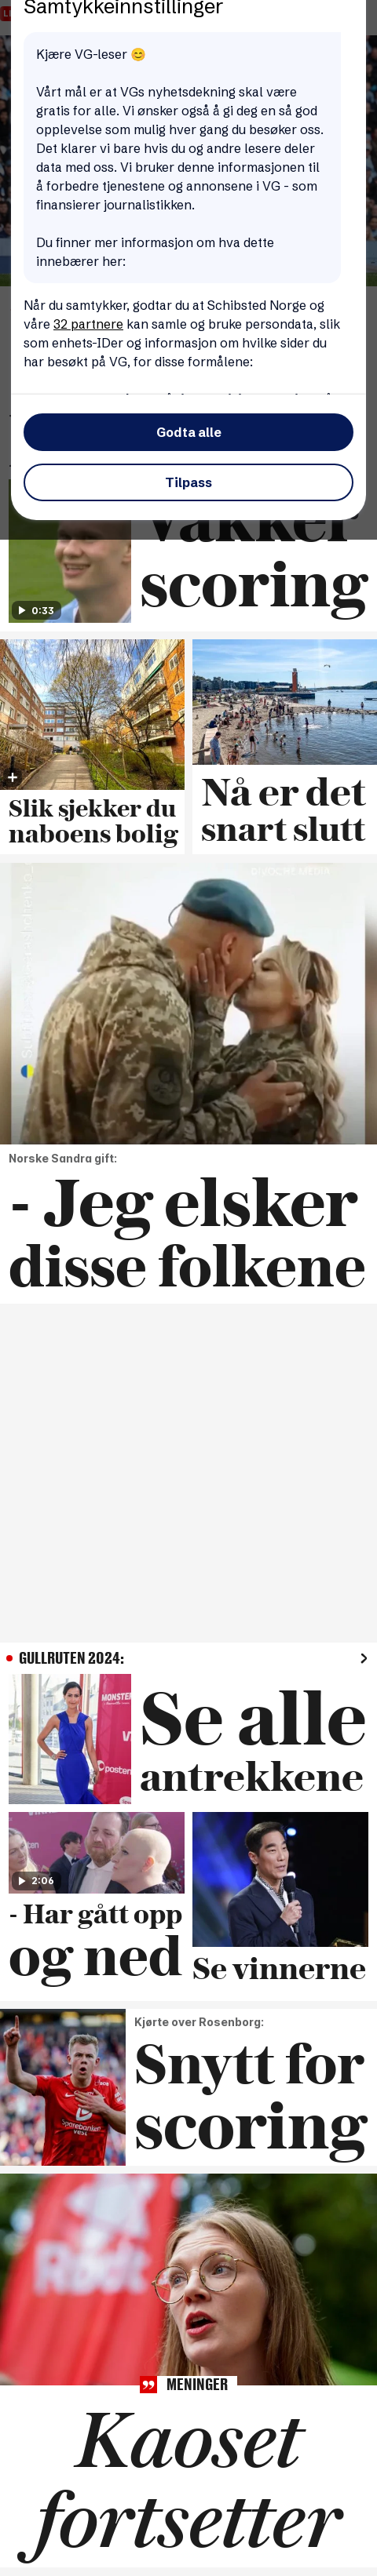 Samtykkeinnstillinger
Kjære VG-leser 😊
Vårt mål er at VGs nyhetsdekning skal være
gratis for alle. Vi ønsker også å gi deg en så god
opplevelse som mulig hver gang du besøker oss.
Det klarer vi bare hvis du og andre lesere deler
data med oss. Vi bruker denne informasjonen til
å forbedre tjenestene og annonsene i VG - som
finansierer journalistikken.
Du finner mer informasjon om hva dette
innebærer her:
Når du samtykker, godtar du at Schibsted Norge og
våre 32 partnere kan samle og bruke persondata, slik
som enhets-IDer og informasjon om hvilke sider du
har besøkt på VG, for disse formålene:
Godta alle
Tilpass
vakker
scoring
0:33
Slik sjekker du
naboens bolig
Nå er det
snart slutt
Norske Sandra gift:
- Jeg elsker
disse folkene
GULLRUTEN 2024:
MONSTER
posten
Se alle
antrekkene
2:06
- Har gått opp
og ned
Se vinnerne
Kjørte over Rosenborg:
Snytt for
scoring
Sparebanken
Vest
Rødt
MENINGER
Kaoset
fortsetter